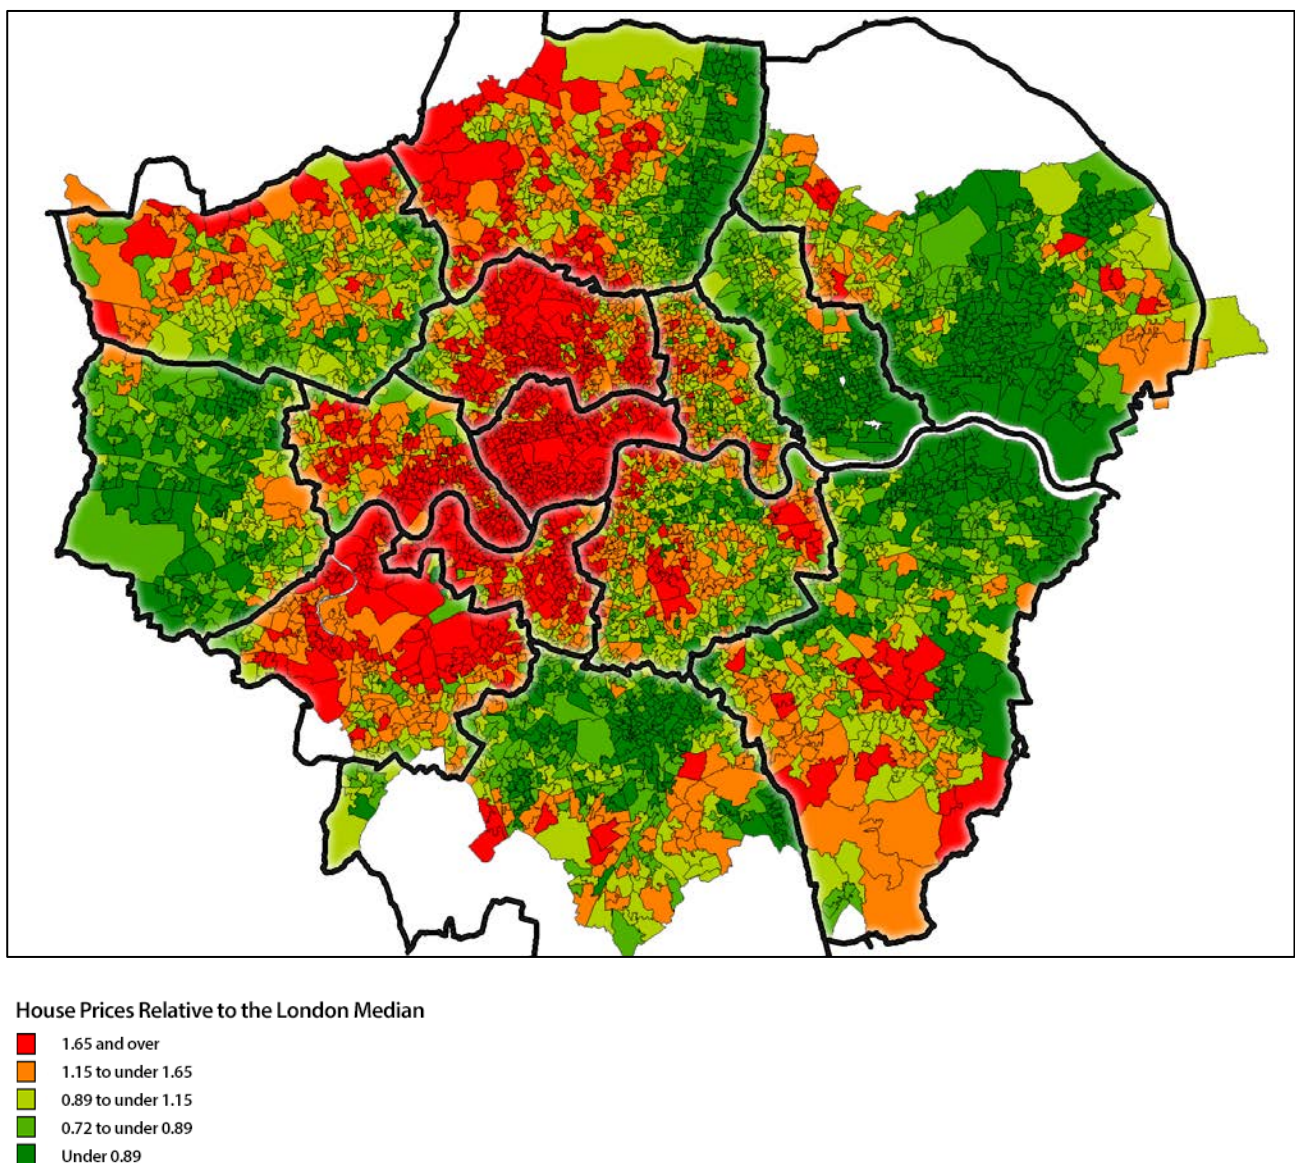 House Prices Relative to the London Median
1.65 and over
1.15 to under 1.65
0.89 to under 1.15
0.72 to under 0.89
Under 0.89